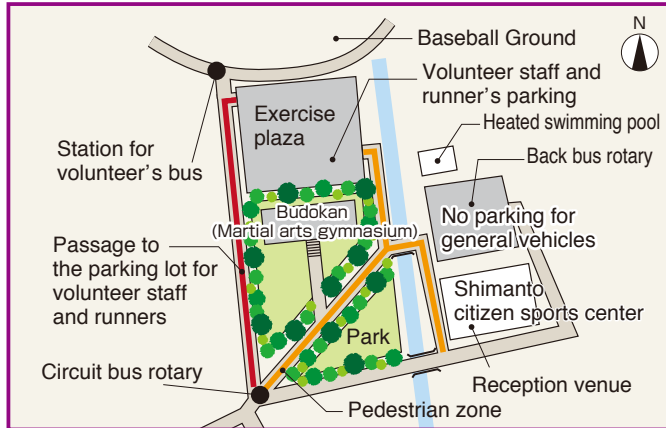 N
Baseball Ground
Volunteer staff and
runner's parking
Exercise
plaza
Heated swimming pool
Station for
volunteer's bus
Back bus rotary
Budokan
(Martial arts gymnasium)
No parking for
general vehicles
Passage to
the parking lot for
volunteer staff
and runners
Shimanto
citizen sports center
Park
Circuit bus rotary
Reception venue
Pedestrian zone